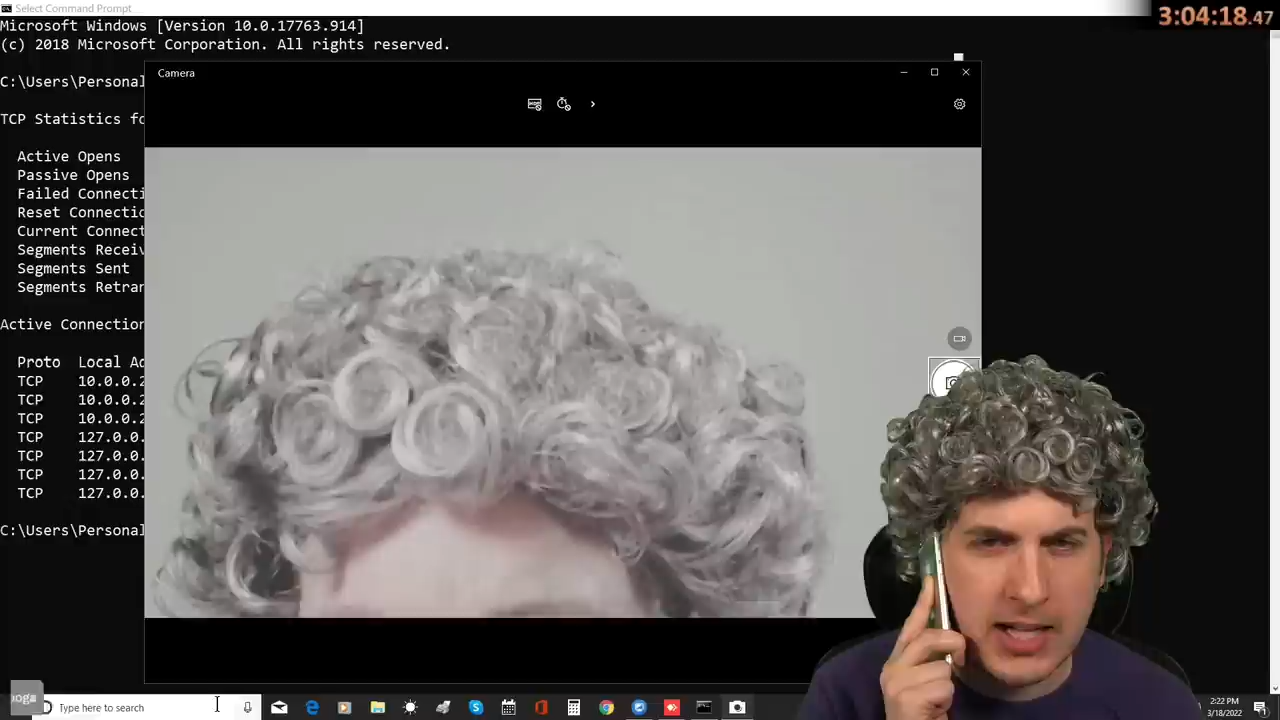 Select Command Prompt
3:04:18.47
Microsoft Windows [Version 10.0.17763.914]
(c) 2018 Microsoft Corporation. All rights reserved.
C:\Users\Personal
Camera
TCP Statistics fo
Active Opens
Passive Opens
Failed Connecti
Reset Connectio
Current Connect
Segments Receiv
Segments Sent
Segments Retran
Active Connection
Proto Local Ad
TCP 10.0.0.2
TCP 10.0.0.2
TCP 10.0.0.2
TCP 127.0.0.
TCP 127.0.0.
TCP 127.0.0.
TCP 127.0.0.
C:\Users\Personal
Type here to search
2:22 PM
3/18/2022